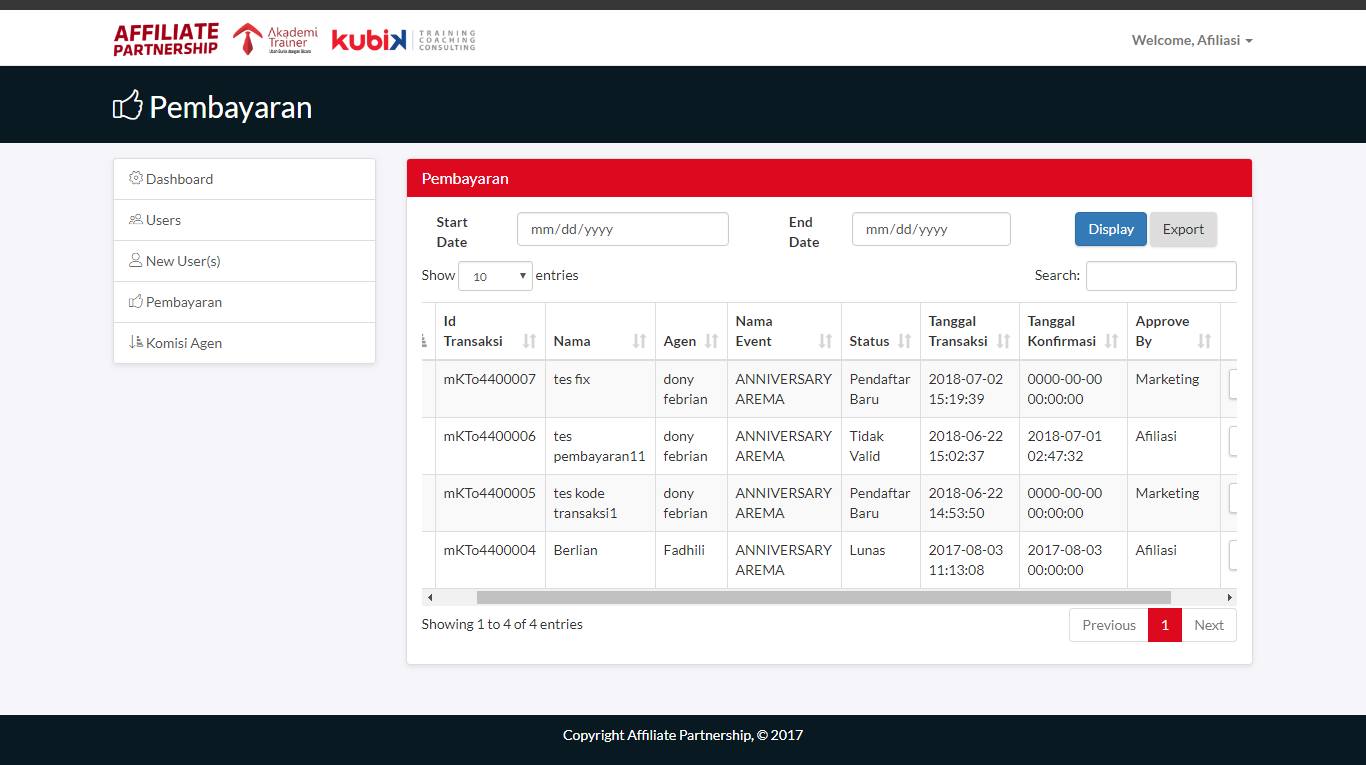 AFFILIATE
PARTNERSHIP
Akademi
Trainer
Ubah Dunia dengan Bicara
kubik
TRAINING
COACHING
CONSULTING
Welcome, Afiliasi
Pembayaran
Dashboard
Users
New User(s)
Pembayaran
Komisi Agen
Pembayaran
Start
Date
mm/dd/yyyy
End
Date
mm/dd/yyyy
Display
Export
Show 10 entries
Search:
Id
Transaksi
Nama
Agen
Nama
Event
Status
Tanggal
Transaksi
Tanggal
Konfirmasi
Approve
By
mKTo4400007
tes fix
dony
febrian
ANNIVERSARY
AREMA
Pendaftar
Baru
2018-07-02
15:19:39
0000-00-00
00:00:00
Marketing
mKTo4400006
tes
pembayaran11
dony
febrian
ANNIVERSARY
AREMA
Tidak
Valid
2018-06-22
15:02:37
2018-07-01
02:47:32
Afiliasi
mKTo4400005
tes kode
transaksi1
dony
febrian
ANNIVERSARY
AREMA
Pendaftar
Baru
2018-06-22
14:53:50
0000-00-00
00:00:00
Marketing
mKTo4400004
Berlian
Fadhili
ANNIVERSARY
AREMA
Lunas
2017-08-03
11:13:08
2017-08-03
00:00:00
Afiliasi
Showing 1 to 4 of 4 entries
Previous
1
Next
Copyright Affiliate Partnership, © 2017